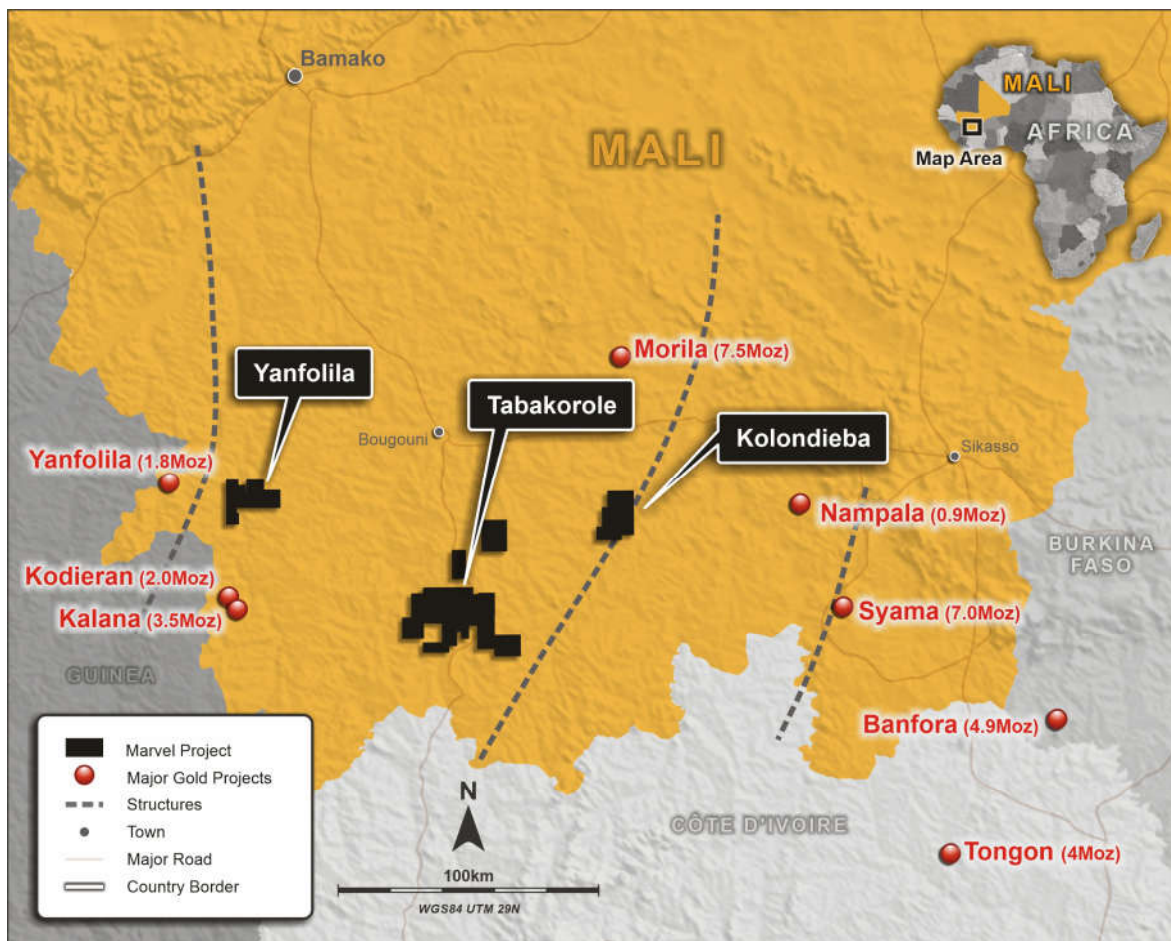 Bamako
MALI
MALI
AFRICA
Map Area
Morila (7.5Moz)
Yanfolila
Tabakorole
Kolondieba
Bougouni
Sikasso
Yanfolila (1.8Moz)
Nampala (0.9Moz)
BURKINA
FASO
Kodieran (2.0Moz)
Kalana (3.5Moz)
Syama (7.0Moz)
GUINEA
Banfora (4.9Moz)
Marvel Project
Major Gold Projects
Structures
Town
Major Road
Country Border
N
100km
WGS84 UTM 29N
CÔTE D'IVOIRE
Tongon (4Moz)